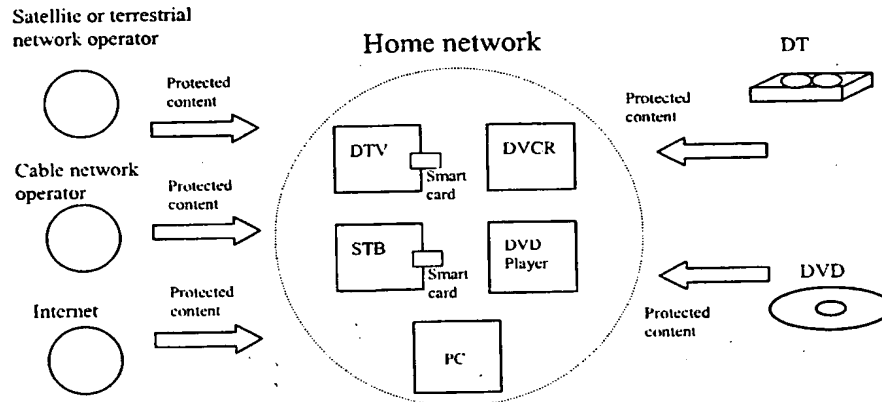 Satellite or terrestrial
network operator
Protected
content
Cable network
operator
Protected
content
Internet
Protected
content
Home network
DTV
Smart
card
DVCR
STB
Smart
card
DVD
Player
PC
DT
Protected
content
DVD
Protected
content